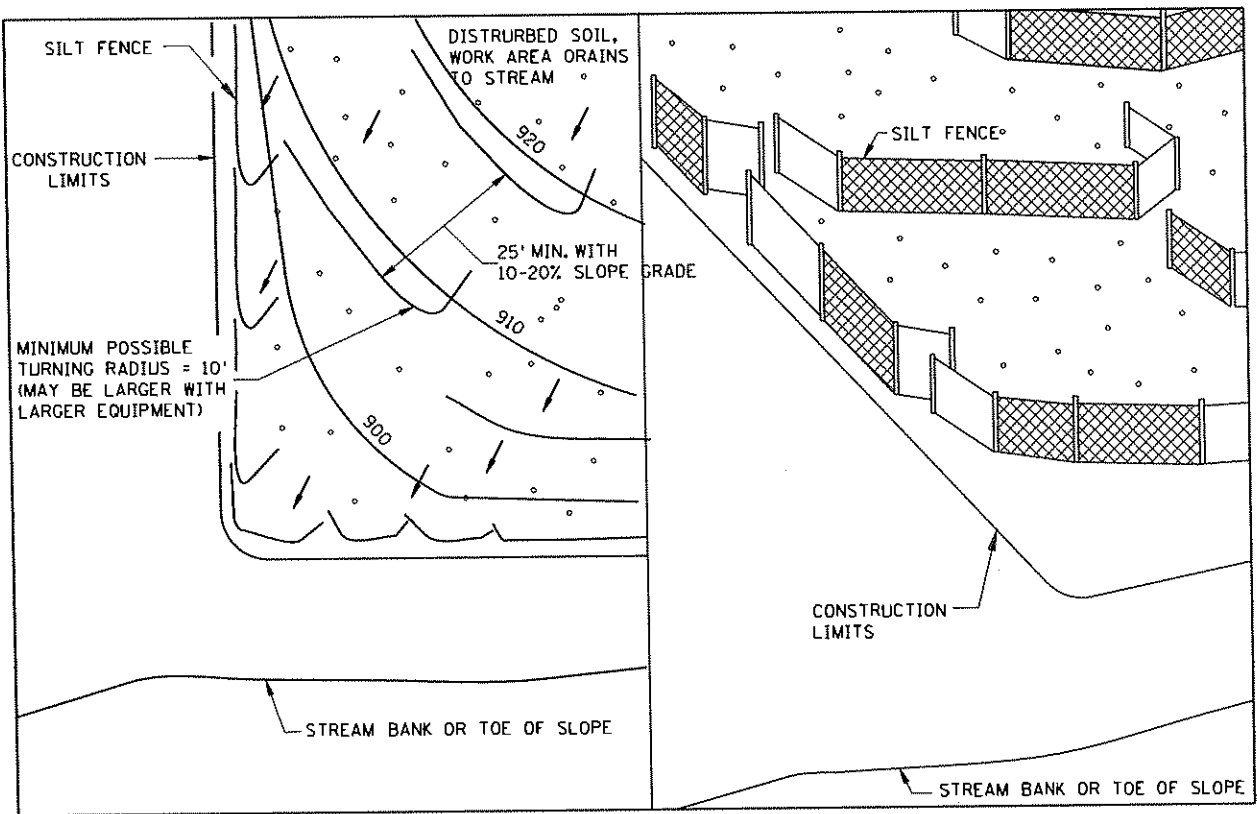 SILT FENCE
DISTRURBED SOIL,
WORK AREA DRAINS
TO STREAM
920
CONSTRUCTION
LIMITS
25' MIN. WITH
10-20% SLOPE GRADE
910
MINIMUM POSSIBLE
TURNING RADIUS = 10'
(MAY BE LARGER WITH
LARGER EQUIPMENT)
900
STREAM BANK OR TOE OF SLOPE
SILT FENCE
CONSTRUCTION
LIMITS
STREAM BANK OR TOE OF SLOPE